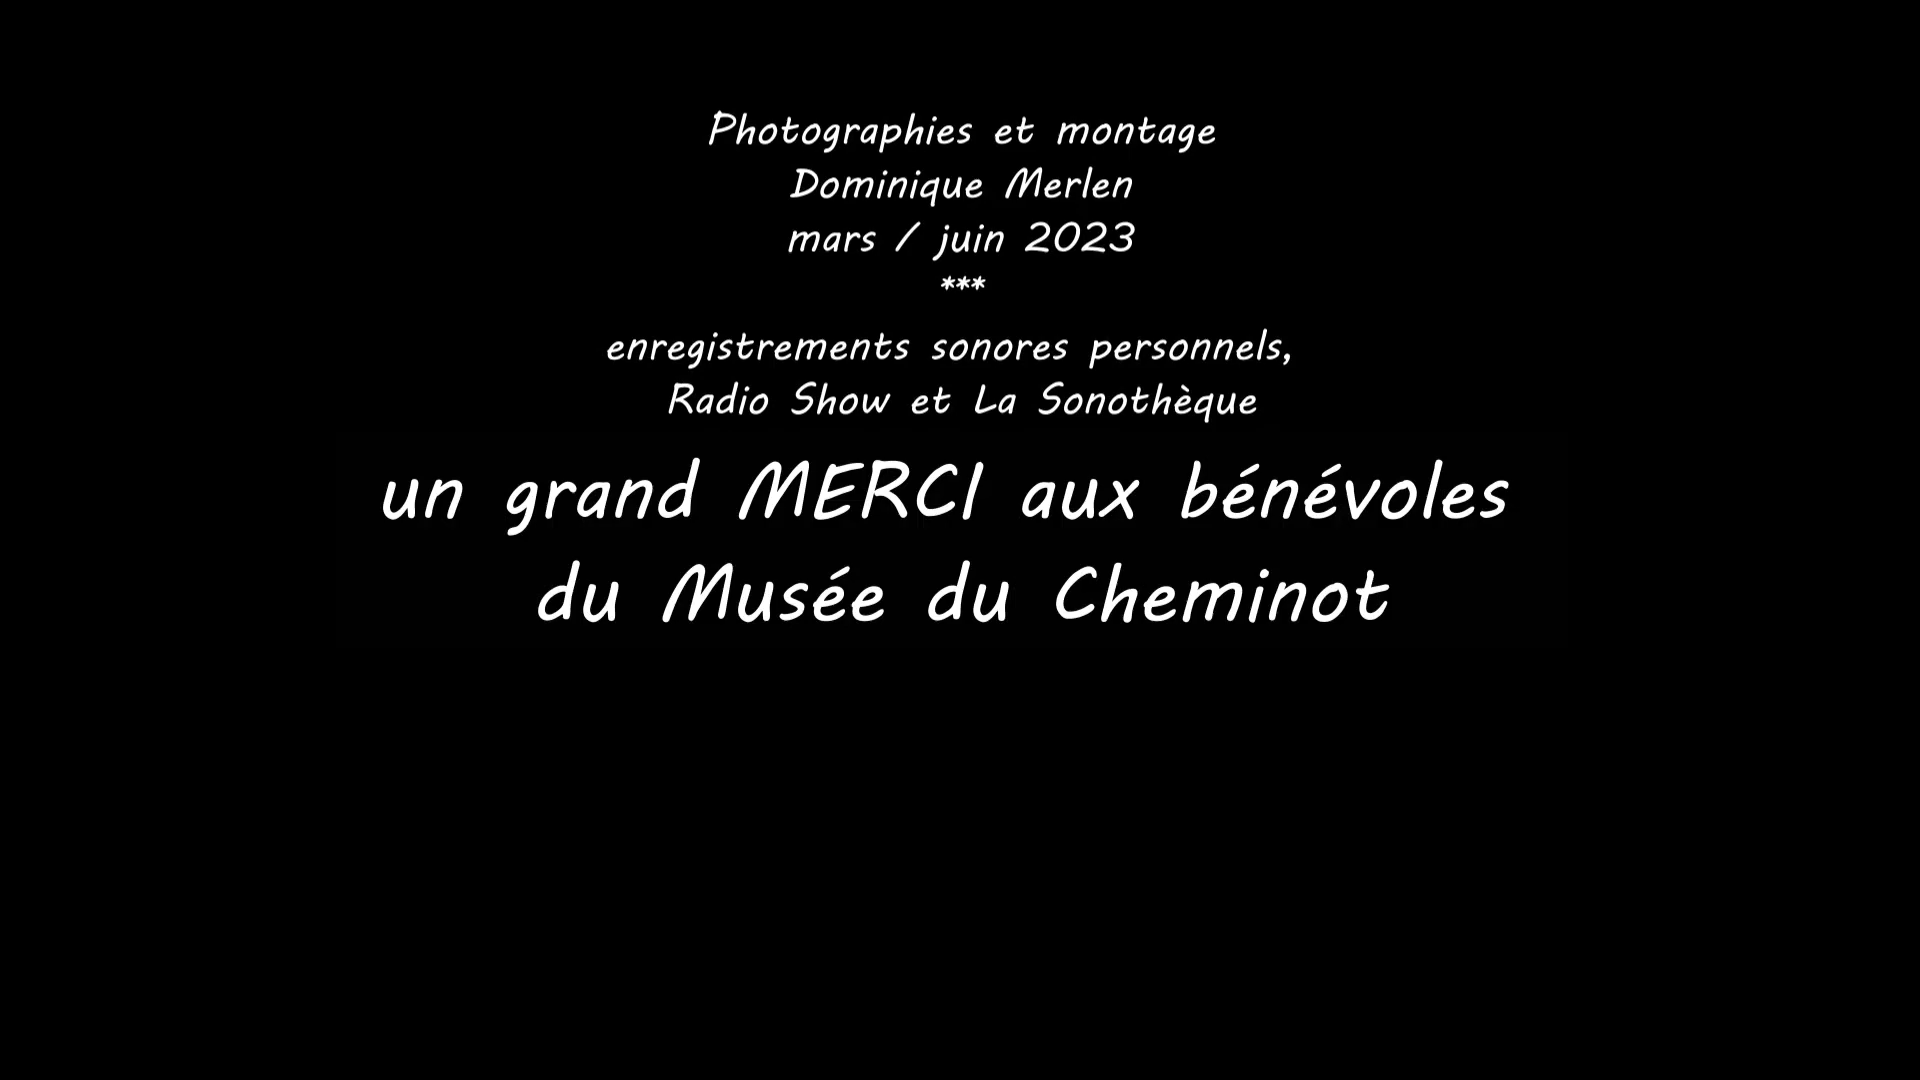 Photographies et montage
Dominique Merlen
mars / juin 2023
***
enregistrements sonores personnels,
Radio Show et La Sonothèque
un grand MERCI aux bénévoles
du Musée du Cheminot